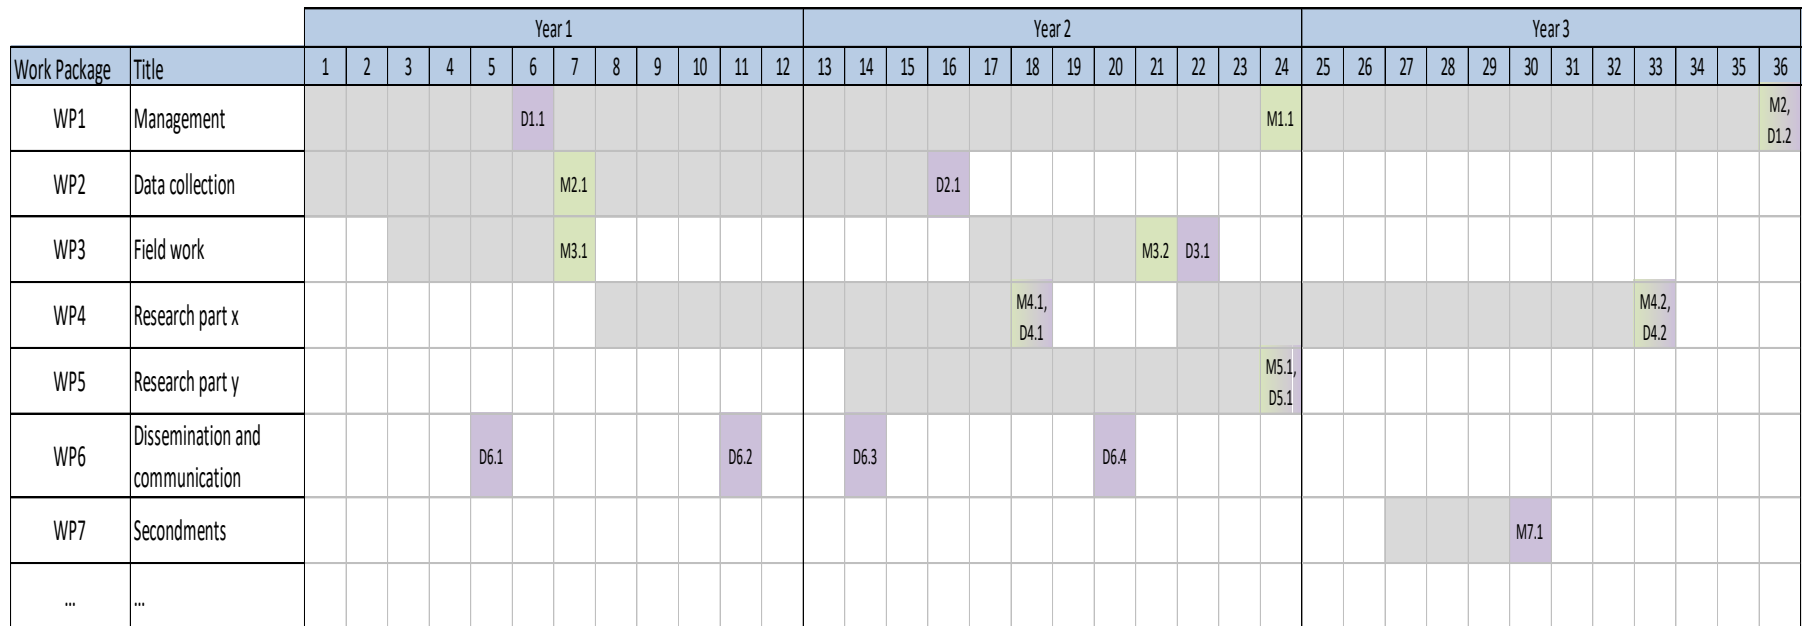 Year 1 Year 2 Year 3
Work Package Title 1 2 3 4 5 6 7 8 9 10 11 12 13 14 15 16 17 18 19 20 21 22 23 24 25 26 27 28 29 30 31 32 33 34 35 36
WP1 Management D1.1 M1.1 M2,
D1.2
WP2 Data collection M2.1 D2.1
WP3 Field work M3.1 M3.2 D3.1
WP4 Research part x M4.1, M4.2,
D4.1 D4.2
WP5 Research part y M5.1,
D5.1
WP6 Dissemination and
communication D6.1 D6.2 D6.3 D6.4
WP7 Secondments M7.1
... ...